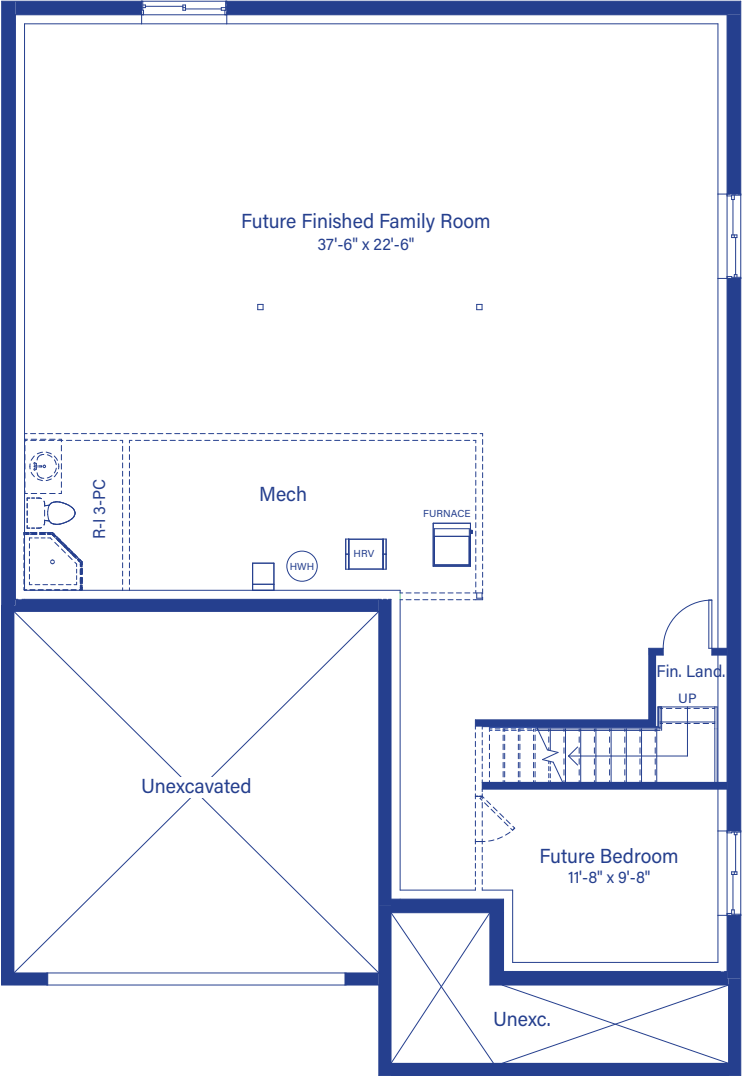 Future Finished Family Room
37'-6" x 22'-6"
R-I 3-PC
Mech
FURNACE
HRV
HWH
Fin. Land.
UP
Unexcavated
Future Bedroom
11'-8" x 9'-8"
Unexc.